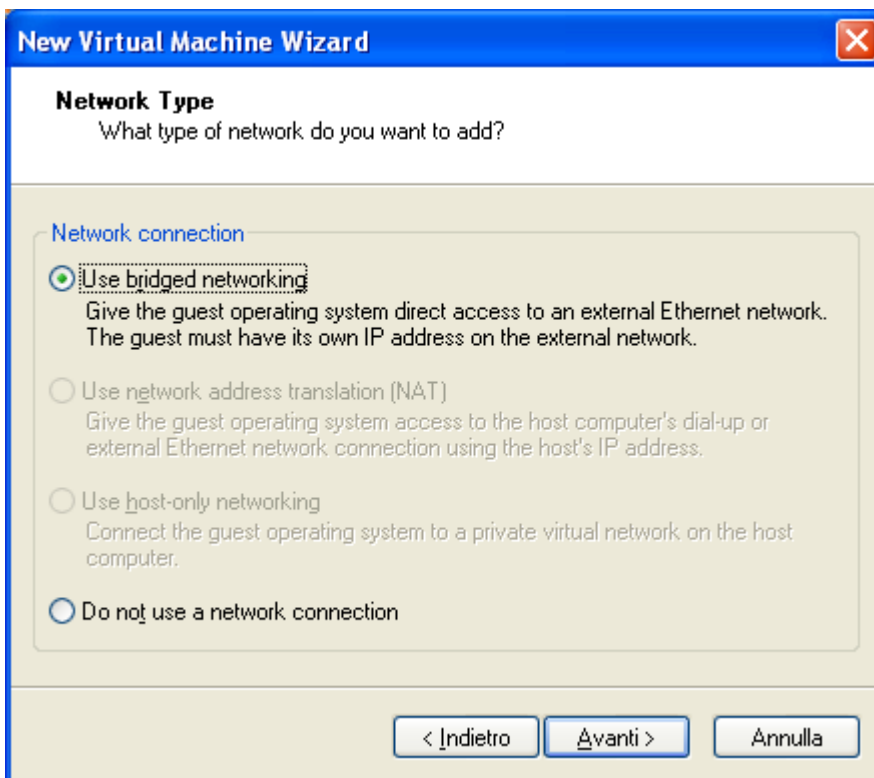 New Virtual Machine Wizard
Network Type
What type of network do you want to add?
Network connection
Use bridged networking
Give the guest operating system direct access to an external Ethernet network.
The guest must have its own IP address on the external network.
Use network address translation (NAT)
Give the guest operating system access to the host computer's dial-up or
external Ethernet network connection using the host's IP address.
Use host-only networking
Connect the guest operating system to a private virtual network on the host
computer.
Do not use a network connection
< Indietro
Avanti >
Annulla